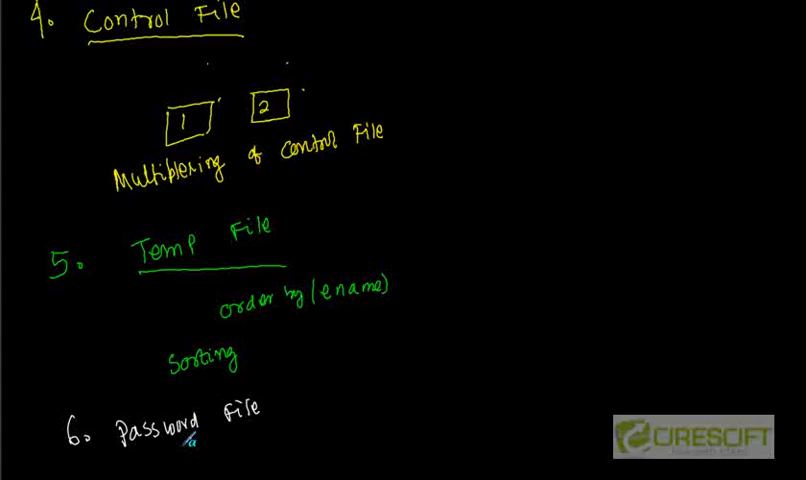 4. Control File
1 2
Multiplexing of Control File
5. Temp File
order by (ename)
Sorting
6. Password File
CIRESCIFT